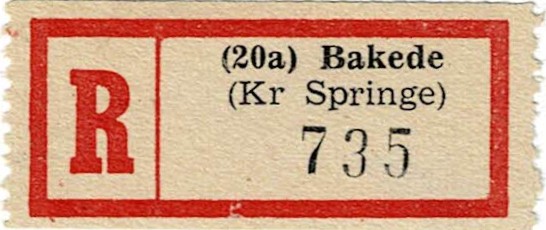 R
(20a) Bakede
(Kr Springe)
735